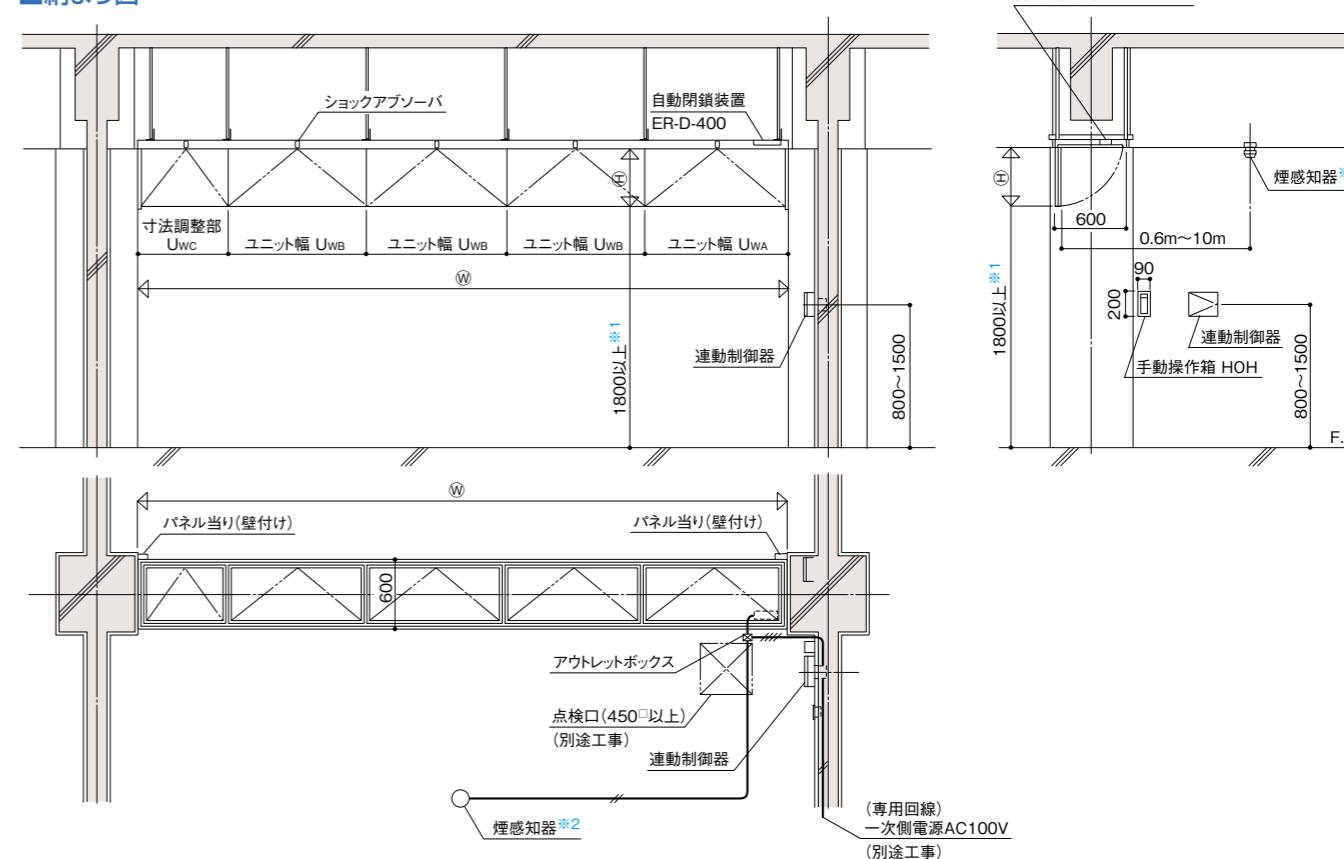 ショックアブソーバ
自動閉鎖装置
ER-D-400
Ⓗ
寸法調整部
UWC
ユニット幅 UWB
ユニット幅 UWB
ユニット幅 UWB
ユニット幅 UWA
Ⓦ
1800以上※1
連動制御器
800〜1500
煙感知器※
Ⓗ
600
0.6m〜10m
90
200
1800以上※1
連動制御器
手動操作箱 HOH
800〜1500
F.
Ⓦ
パネル当り(壁付け)
パネル当り(壁付け)
600
アウトレットボックス
点検口(450□以上)
(別途工事)
連動制御器
煙感知器※2
(専用回線)
一次側電源AC100V
(別途工事)